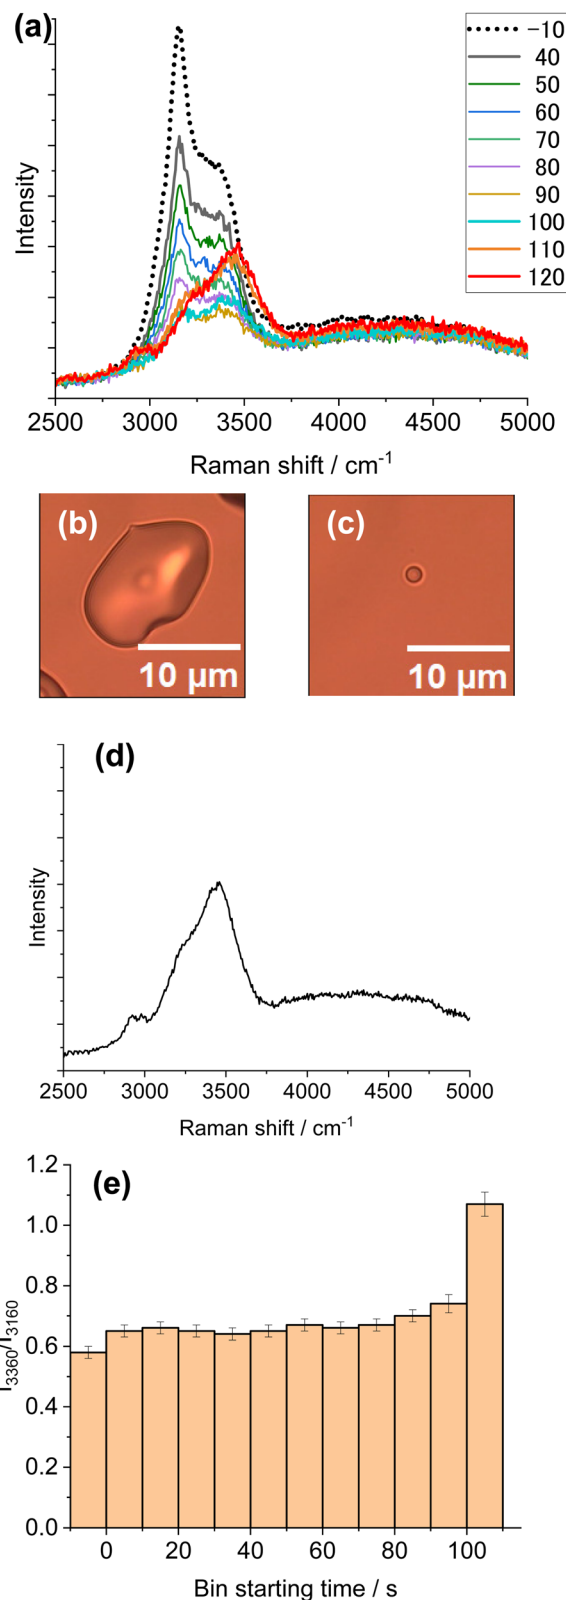 (a)
−10
40
50
60
70
80
90
100
110
120
Intensity
2500 3000 3500 4000 4500 5000
Raman shift / cm-1
(b) (c)
10 µm 10 µm
(d)
Intensity
2500 3000 3500 4000 4500 5000
Raman shift / cm-1
(e)
1.2
1.0
0.8
0.6
0.4
0.2
0.0
I3360/I3160
0 20 40 60 80 100
Bin starting time / s